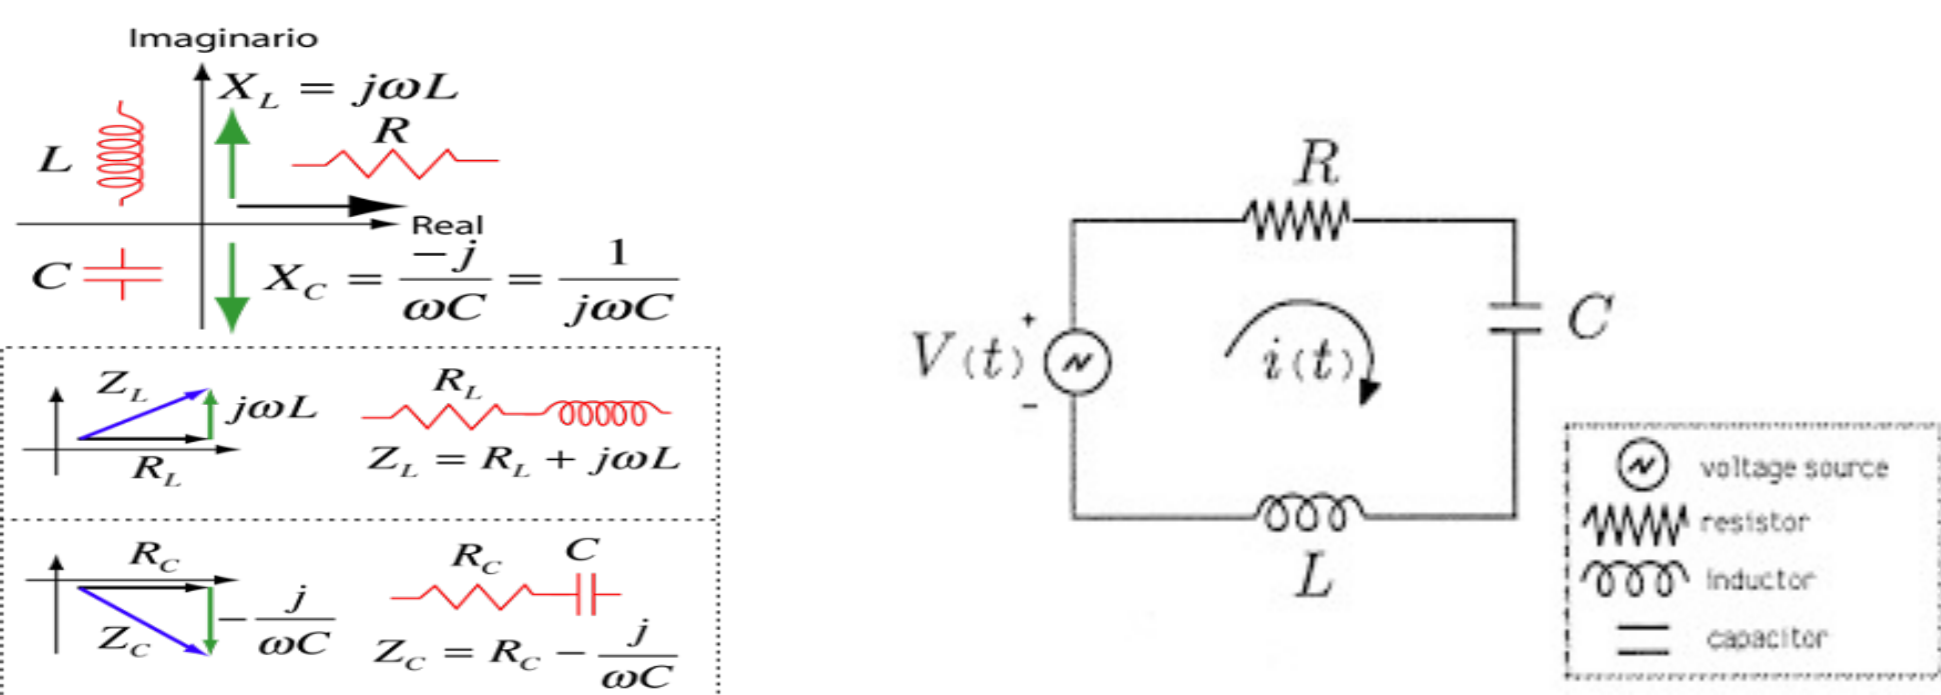 Imaginario
X_L = jωL
R
L
Real
C
X_C = -j/ωC = 1/jωC
Z_L
jωL
R_L
R_L
Z_L = R_L + jωL
R_C
-j/ωC
Z_C
R_C C
Z_C = R_C - j/ωC
R
V(t)
+
-
i(t)
C
L
voltage source
resistor
Inductor
capacitor